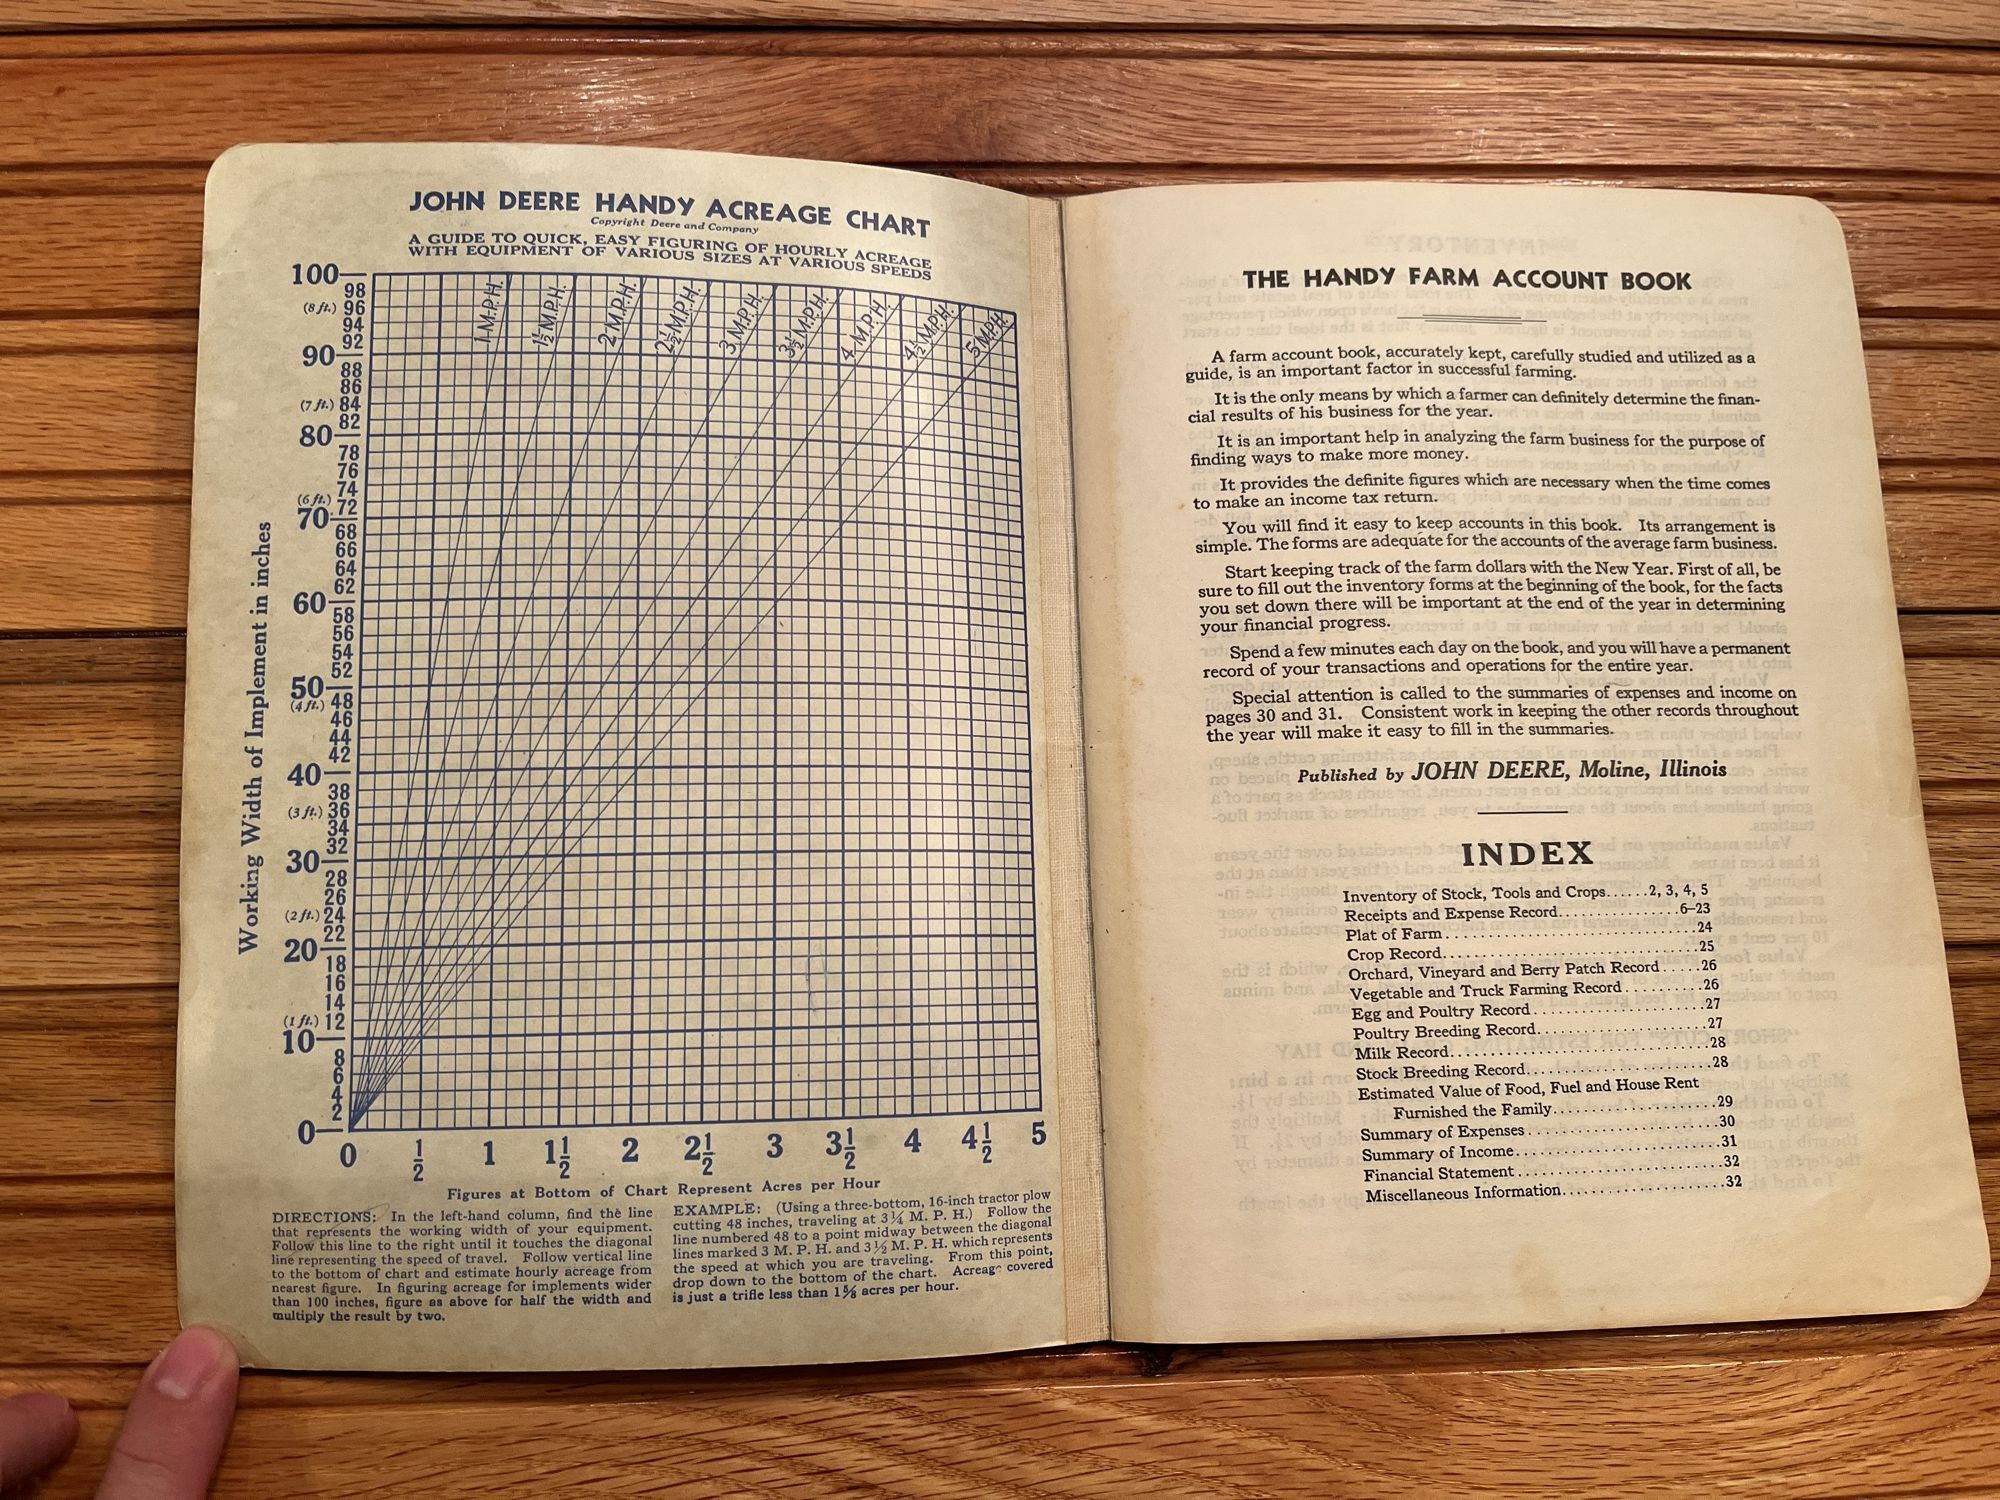 JOHN DEERE HANDY ACREAGE CHART
Copyright Deere and Company
A GUIDE TO QUICK, EASY FIGURING OF HOURLY ACREAGE
WITH EQUIPMENT OF VARIOUS SIZES AT VARIOUS SPEEDS
1 M.P.H.
1½ M.P.H.
2 M.P.H.
2½ M.P.H.
3 M.P.H.
3½ M.P.H.
4 M.P.H.
4½ M.P.H.
5 M.P.H.
Working Width of Implement in inches
100
98
(8 ft.) 96
94
92
90
88
86
(7 ft.) 84
82
80
78
76
74
(6 ft.) 72
70
68
66
64
62
60
58
56
54
52
50
(4 ft.) 48
46
44
42
40
38
(3 ft.) 36
34
32
30
28
26
(2 ft.) 24
22
20
18
16
14
(1 ft.) 12
10
8
6
4
2
0
0 ½ 1 1½ 2 2½ 3 3½ 4 4½ 5
Figures at Bottom of Chart Represent Acres per Hour
DIRECTIONS: In the left-hand column, find the line
that represents the working width of your equipment.
Follow this line to the right until it touches the diagonal
line representing the speed of travel. Follow vertical line
to the bottom of chart and estimate hourly acreage from
nearest figure. In figuring acreage for implements wider
than 100 inches, figure as above for half the width and
multiply the result by two.
EXAMPLE: (Using a three-bottom, 16-inch tractor plow
cutting 48 inches, traveling at 3¼ M. P. H.) Follow the
line numbered 48 to a point midway between the diagonal
lines marked 3 M. P. H. and 3½ M. P. H. which represents
the speed at which you are traveling. From this point,
drop down to the bottom of the chart. Acreage covered
is just a trifle less than 1⅝ acres per hour.
THE HANDY FARM ACCOUNT BOOK
A farm account book, accurately kept, carefully studied and utilized as a
guide, is an important factor in successful farming.
It is the only means by which a farmer can definitely determine the finan-
cial results of his business for the year.
It is an important help in analyzing the farm business for the purpose of
finding ways to make more money.
It provides the definite figures which are necessary when the time comes
to make an income tax return.
You will find it easy to keep accounts in this book. Its arrangement is
simple. The forms are adequate for the accounts of the average farm business.
Start keeping track of the farm dollars with the New Year. First of all, be
sure to fill out the inventory forms at the beginning of the book, for the facts
you set down there will be important at the end of the year in determining
your financial progress.
Spend a few minutes each day on the book, and you will have a permanent
record of your transactions and operations for the entire year.
Special attention is called to the summaries of expenses and income on
pages 30 and 31. Consistent work in keeping the other records throughout
the year will make it easy to fill in the summaries.
Published by JOHN DEERE, Moline, Illinois
INDEX
Inventory of Stock, Tools and Crops......2, 3, 4, 5
Receipts and Expense Record..............6–23
Plat of Farm..............................24
Crop Record..............................25
Orchard, Vineyard and Berry Patch Record.....26
Vegetable and Truck Farming Record.........26
Egg and Poultry Record....................27
Poultry Breeding Record...................27
Milk Record..............................28
Stock Breeding Record.....................28
Estimated Value of Food, Fuel and House Rent
Furnished the Family...................29
Summary of Expenses.....................30
Summary of Income.......................31
Financial Statement.......................32
Miscellaneous Information..................32